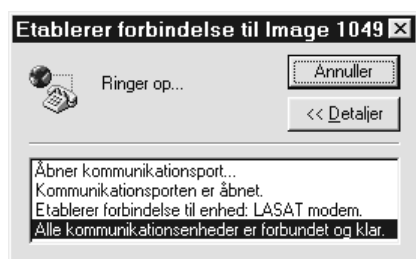 Etablerer forbindelse til Image 1049
Ringer op...
Annuller
<< Detaljer
Åbner kommunikationsport...
Kommunikationsporten er åbnet.
Etablerer forbindelse til enhed: LASAT modem.
Alle kommunikationsenheder er forbundet og klar.